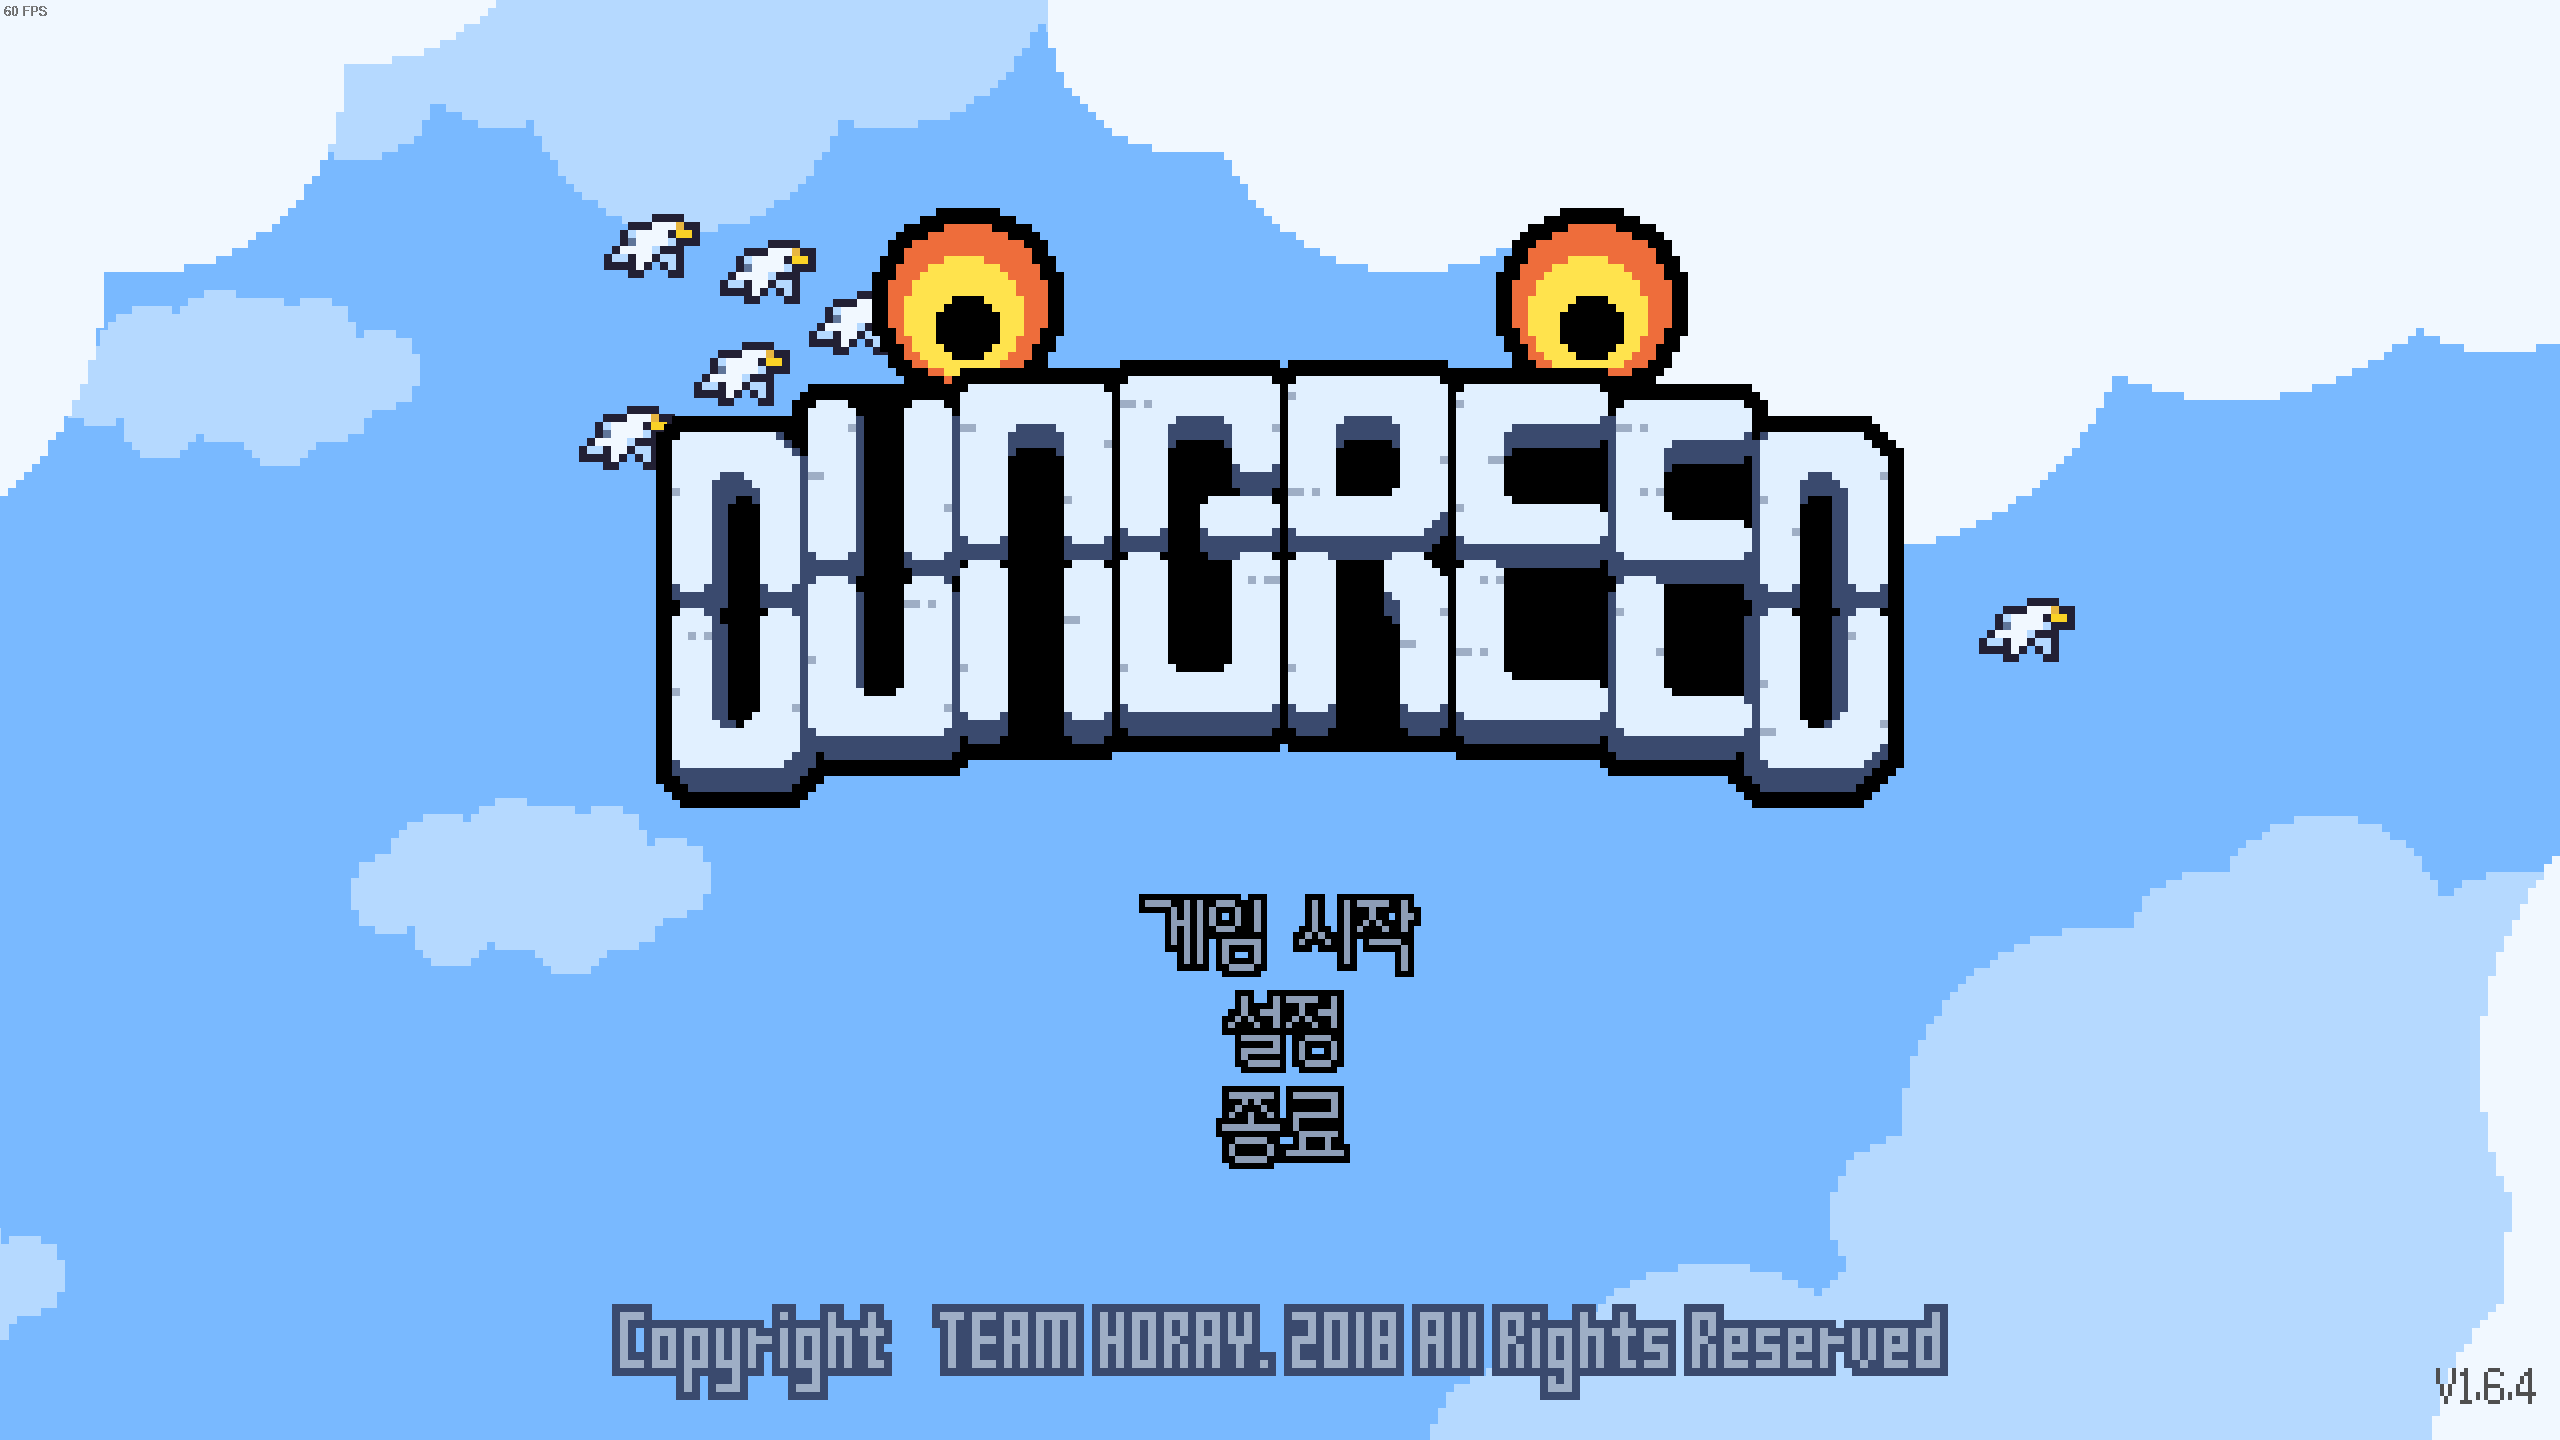 60 FPS
DUNGREED
게임 시작
설정
종료
Copyright TEAM HORAY. 2018 All Rights Reserved
V1.6.4